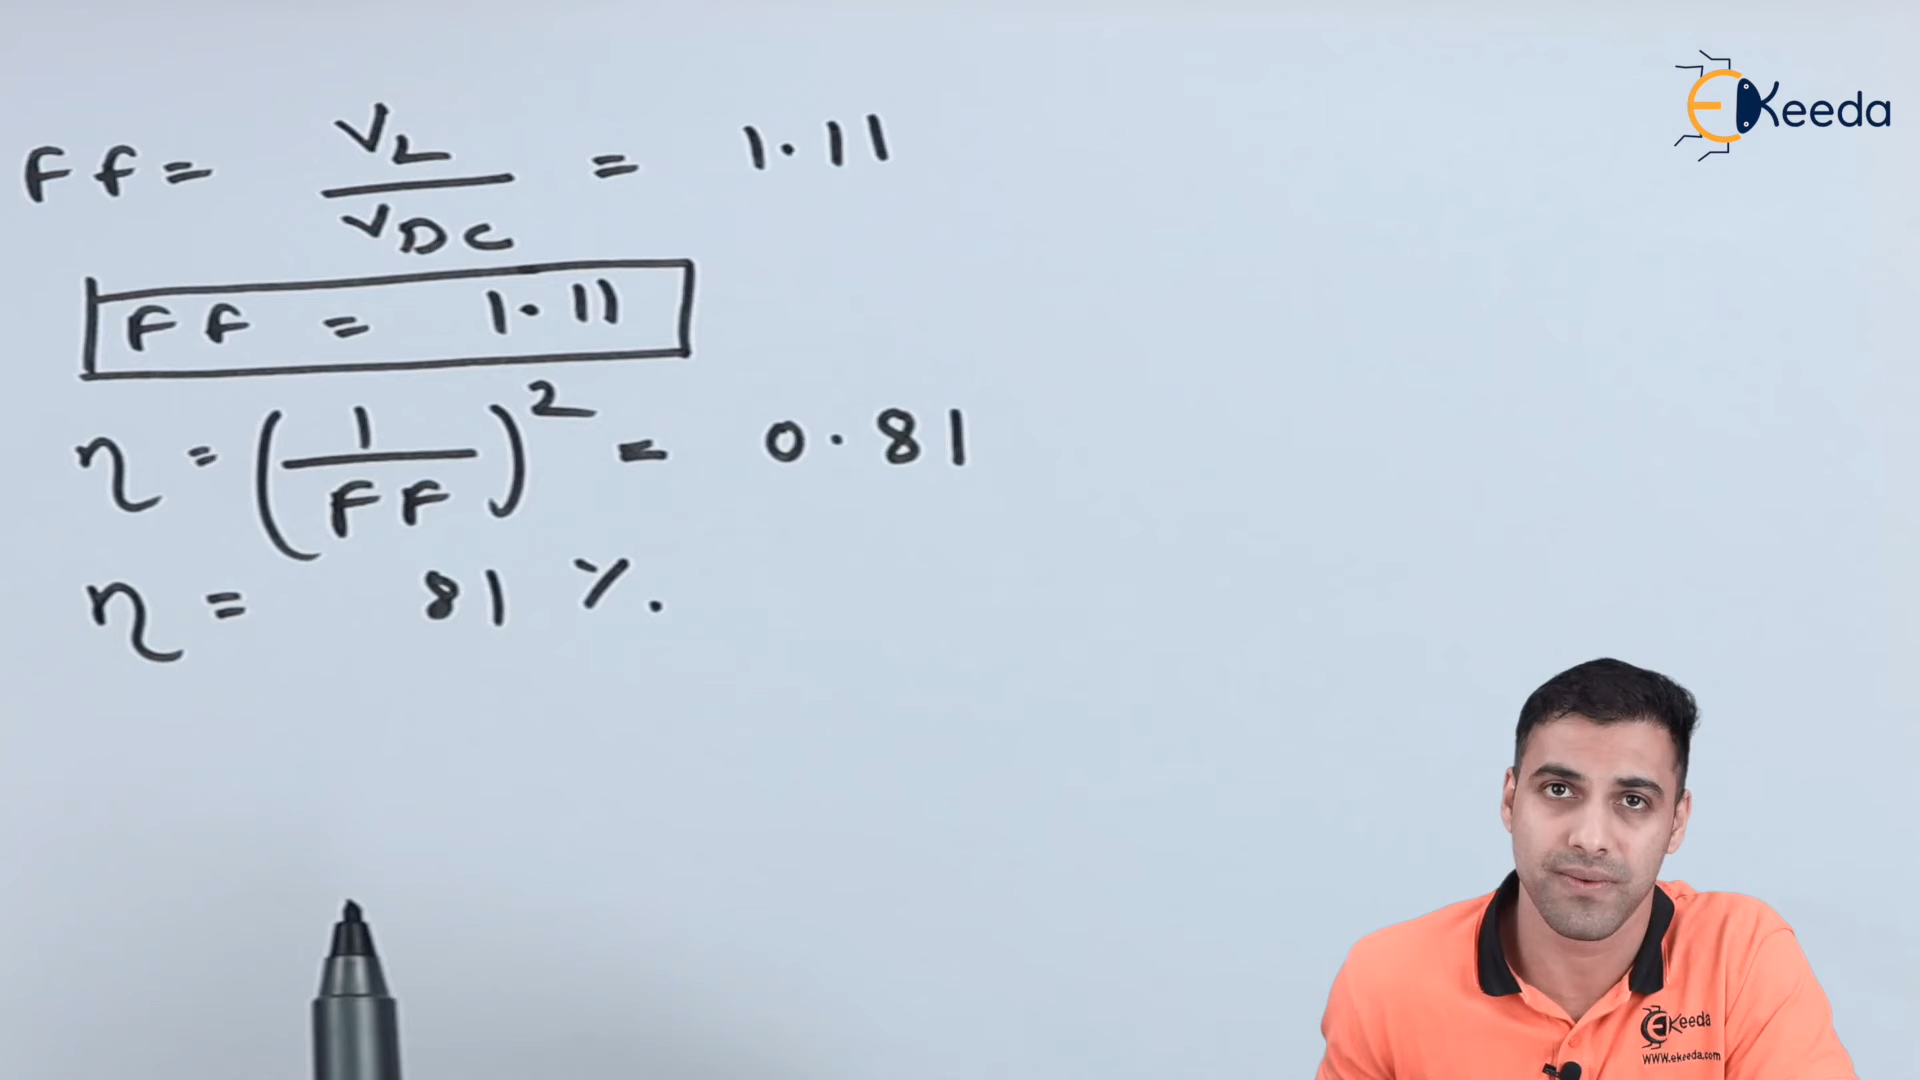 EKeeda
Ff = VL / VDC = 1.11
FF = 1.11
η = (1 / FF)² = 0.81
η = 81 %.
EKeeda
www.ekeeda.com